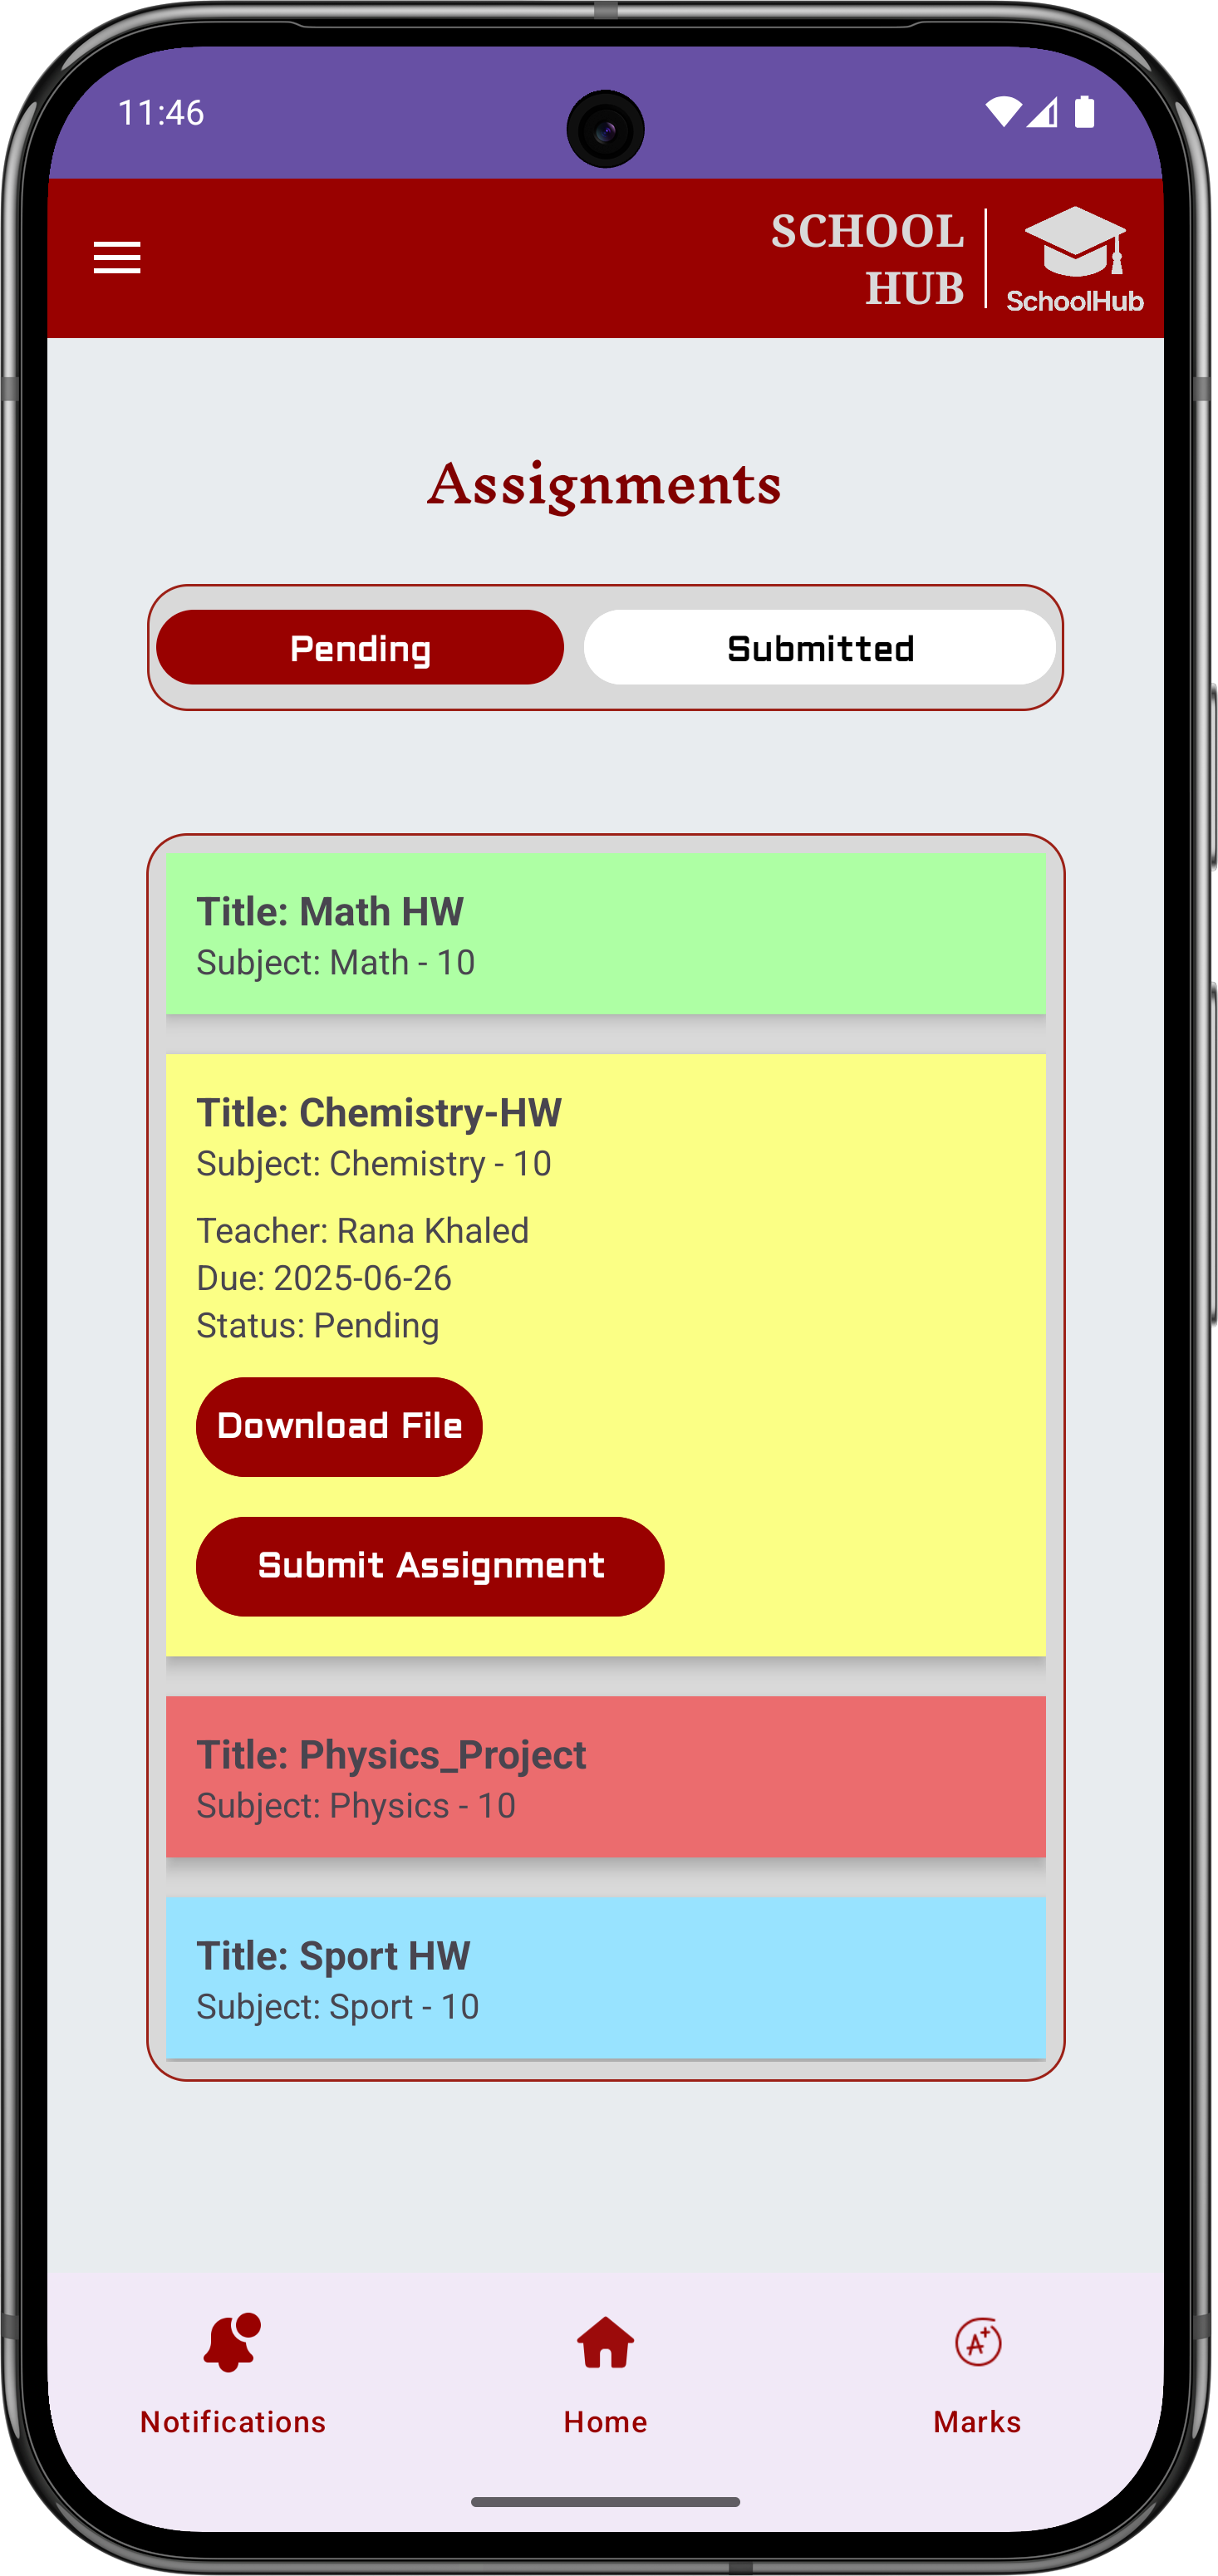 11:46
SCHOOL
HUB
SchoolHub
Assignments
Pending
Submitted
Title: Math HW
Subject: Math - 10
Title: Chemistry-HW
Subject: Chemistry - 10
Teacher: Rana Khaled
Due: 2025-06-26
Status: Pending
Download File
Submit Assignment
Title: Physics_Project
Subject: Physics - 10
Title: Sport HW
Subject: Sport - 10
A+
Notifications
Home
Marks